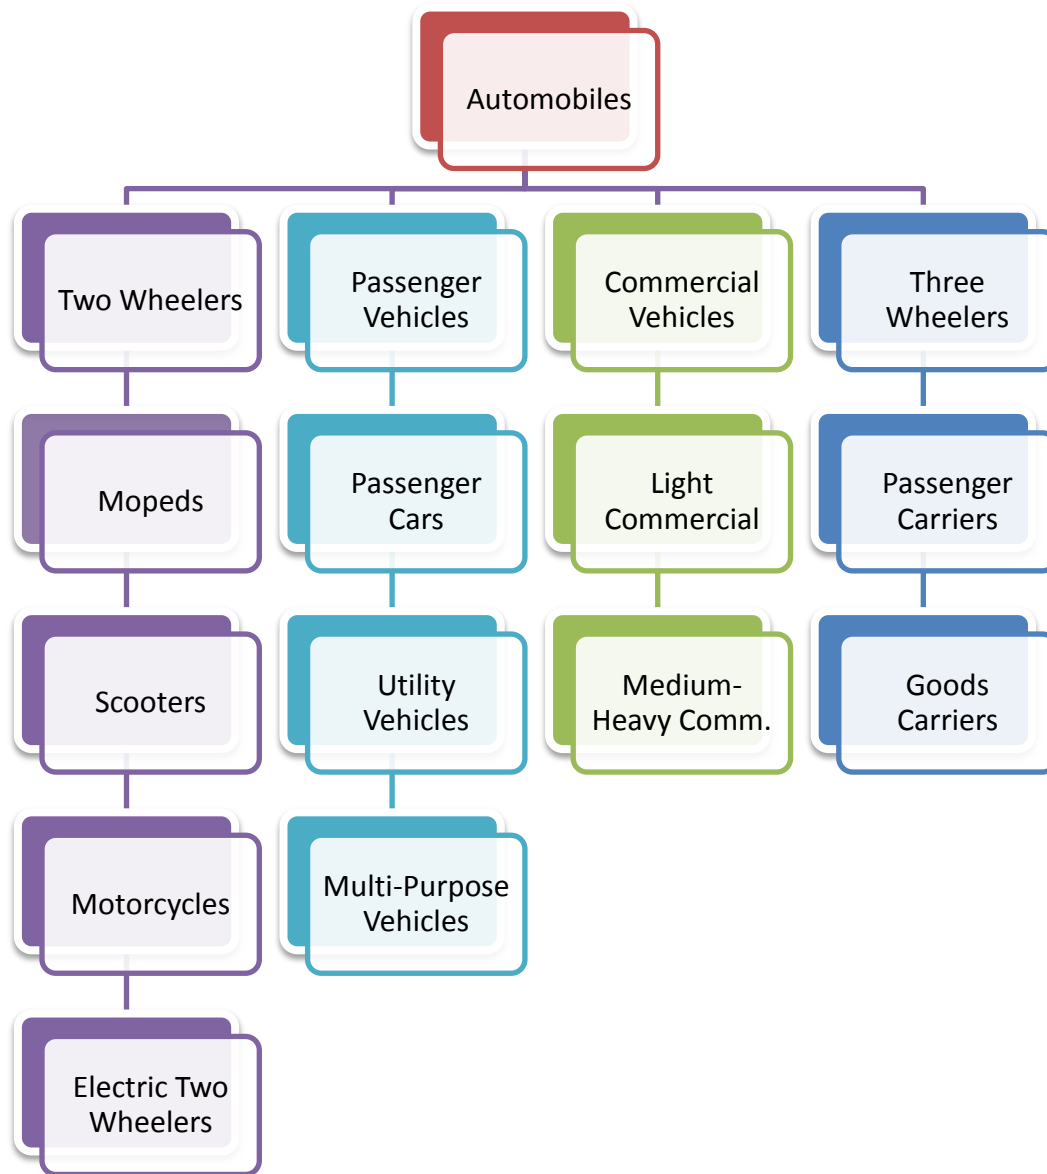 Automobiles
Two Wheelers
Passenger
Vehicles
Commercial
Vehicles
Three
Wheelers
Mopeds
Passenger
Cars
Light
Commercial
Passenger
Carriers
Scooters
Utility
Vehicles
Medium-
Heavy Comm.
Goods
Carriers
Motorcycles
Multi-Purpose
Vehicles
Electric Two
Wheelers